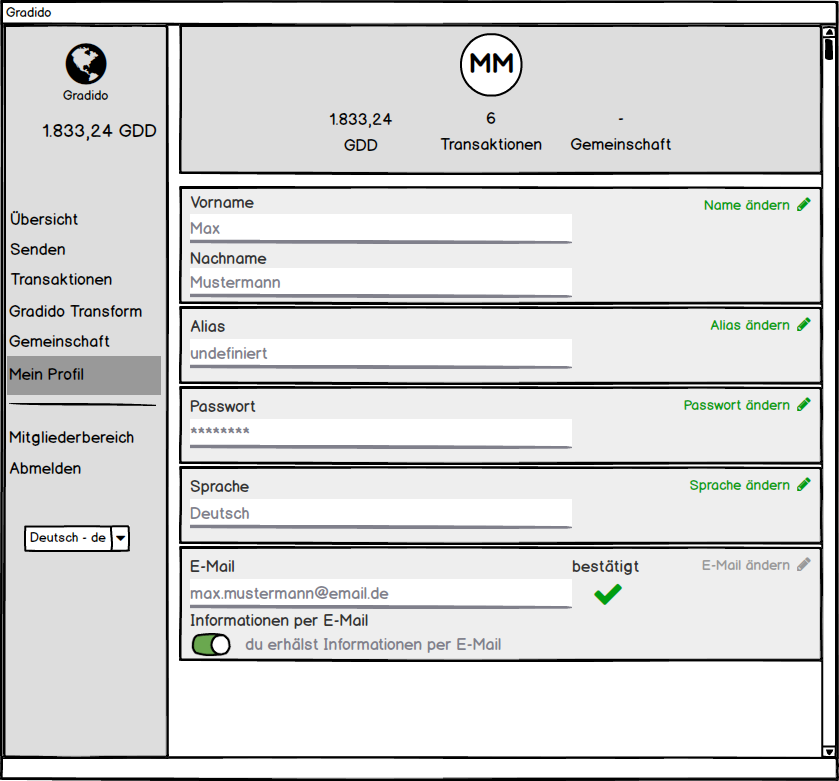 Gradido
Gradido
1.833,24 GDD
Übersicht
Senden
Transaktionen
Gradido Transform
Gemeinschaft
Mein Profil
Mitgliederbereich
Abmelden
Deutsch - de
MM
1.833,24 6 -
GDD Transaktionen Gemeinschaft
Vorname Name ändern
Max
Nachname
Mustermann
Alias Alias ändern
undefiniert
Passwort Passwort ändern
********
Sprache Sprache ändern
Deutsch
E-Mail bestätigt E-Mail ändern
max.mustermann@email.de
Informationen per E-Mail
du erhälst Informationen per E-Mail